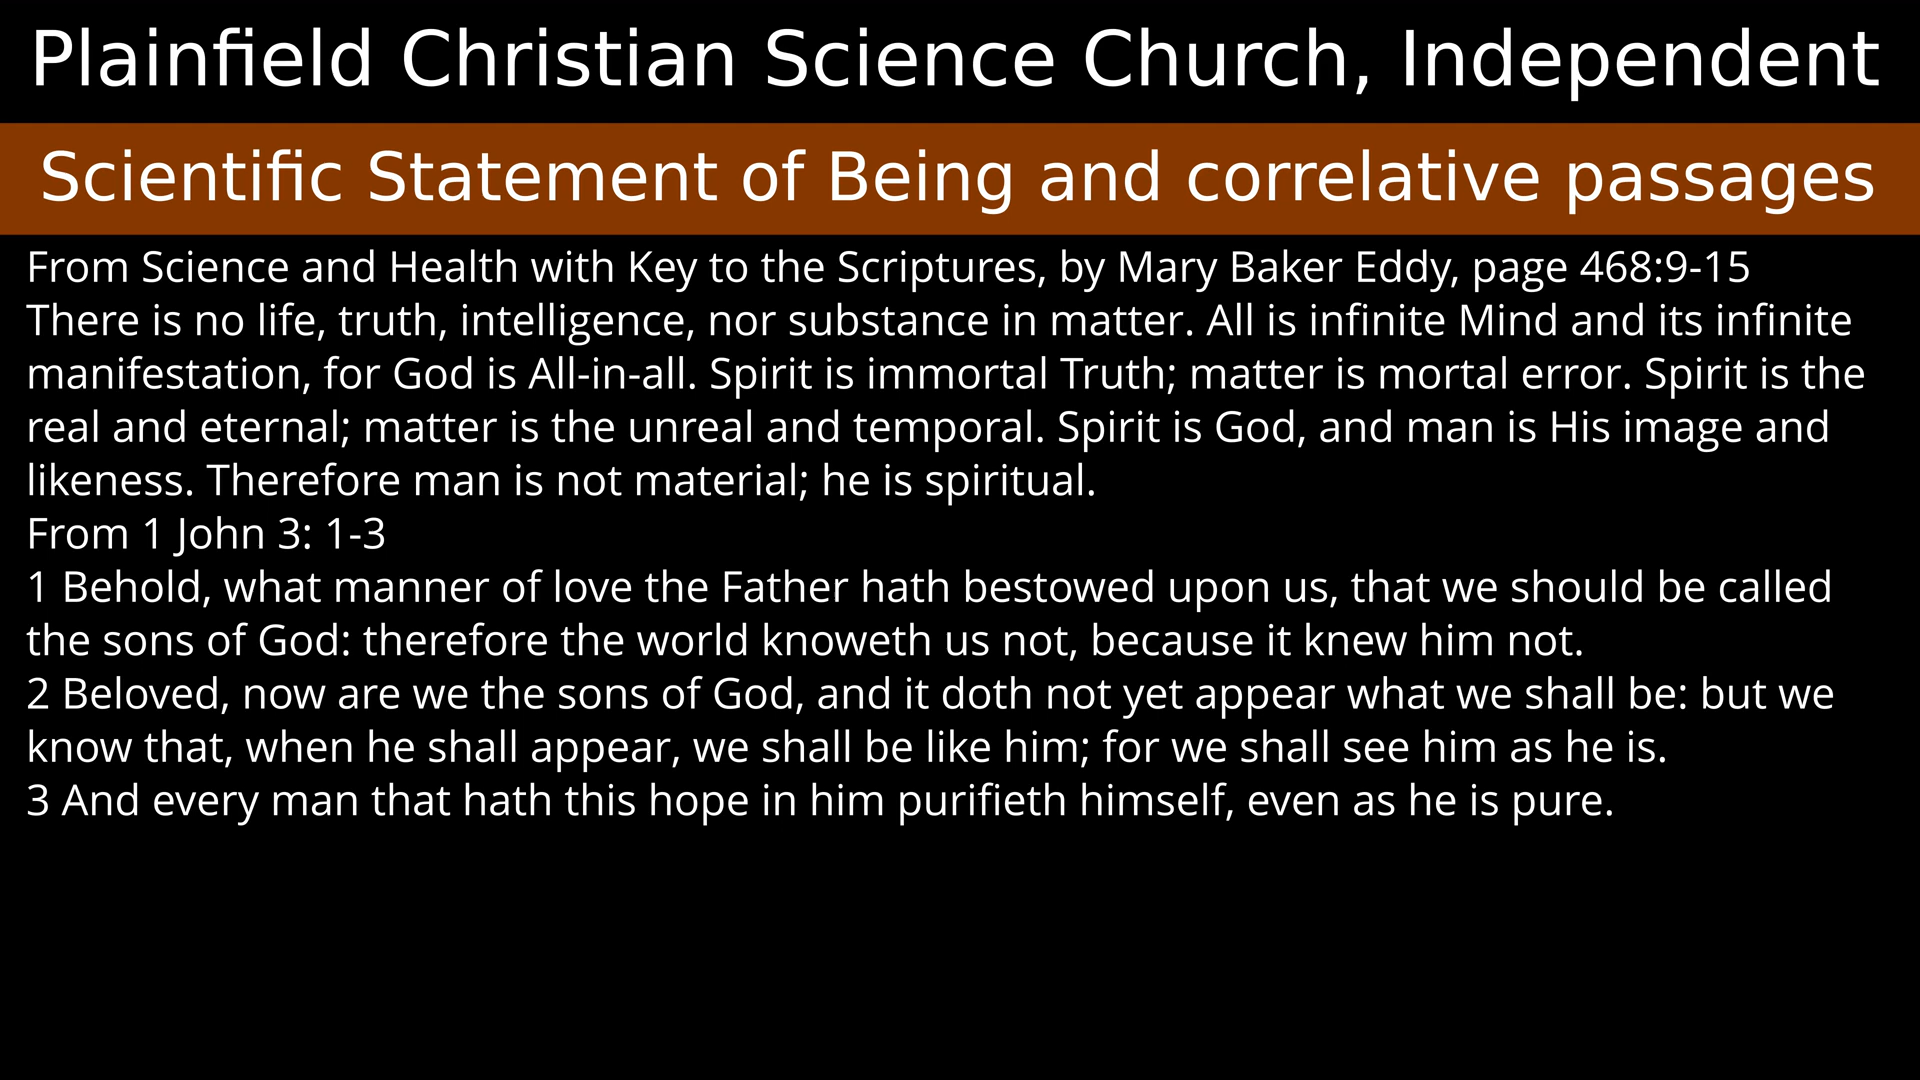 Plainfield Christian Science Church, Independent
Scientific Statement of Being and correlative passages
From Science and Health with Key to the Scriptures, by Mary Baker Eddy, page 468:9-15
There is no life, truth, intelligence, nor substance in matter. All is infinite Mind and its infinite
manifestation, for God is All-in-all. Spirit is immortal Truth; matter is mortal error. Spirit is the
real and eternal; matter is the unreal and temporal. Spirit is God, and man is His image and
likeness. Therefore man is not material; he is spiritual.
From 1 John 3: 1-3
1 Behold, what manner of love the Father hath bestowed upon us, that we should be called
the sons of God: therefore the world knoweth us not, because it knew him not.
2 Beloved, now are we the sons of God, and it doth not yet appear what we shall be: but we
know that, when he shall appear, we shall be like him; for we shall see him as he is.
3 And every man that hath this hope in him purifieth himself, even as he is pure.